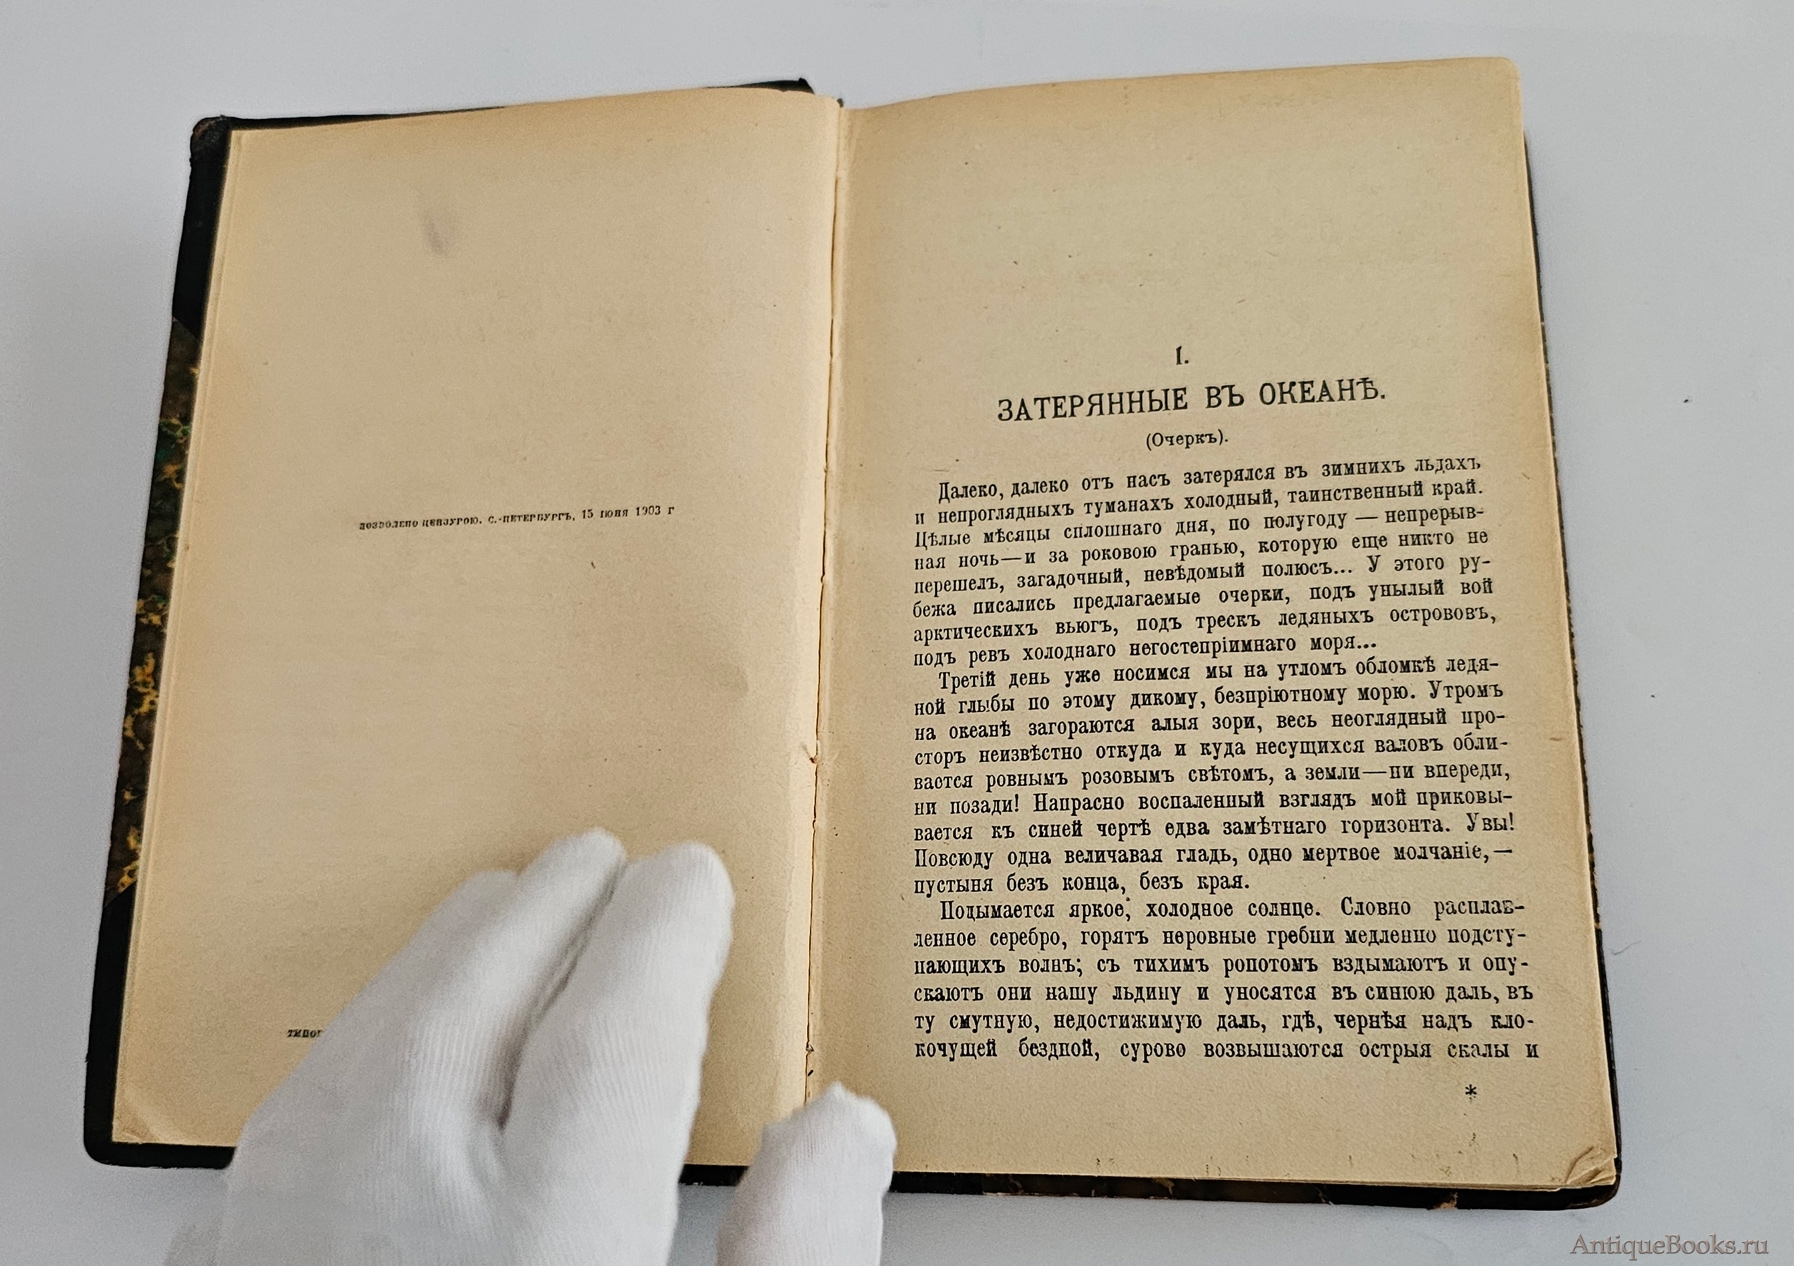 ДОЗВОЛЕНО ЦЕНЗУРОЮ. С.-ПЕТЕРБУРГЪ, 15 ІЮНЯ 1903 г
I.
ЗАТЕРЯННЫЕ ВЪ ОКЕАНѢ.
(Очеркъ).
Далеко, далеко отъ насъ затерялся въ зимнихъ льдахъ
и непроглядныхъ туманахъ холодный, таинственный край.
Цѣлые мѣсяцы сплошнаго дня, по полугоду — непрерыв-
ная ночь—и за роковою гранью, которую еще никто не
перешелъ, загадочный, невѣдомый полюсъ... У этого ру-
бежа писались предлагаемые очерки, подъ унылый вой
арктическихъ вьюгъ, подъ трескъ ледяныхъ острововъ,
подъ ревъ холоднаго негостепріимнаго моря...
Третій день уже носимся мы на утломъ обломкѣ ледя-
ной глыбы по этому дикому, безпріютному морю. Утромъ
на океанѣ загораются алыя зори, весь неоглядный про-
сторъ неизвѣстно откуда и куда несущихся валовъ обли-
вается ровнымъ розовымъ свѣтомъ, а земли—ни впереди,
ни позади! Напрасно воспаленный взглядъ мой приковы-
вается къ синей чертѣ едва замѣтнаго горизонта. Увы!
Повсюду одна величавая гладь, одно мертвое молчаніе,—
пустыня безъ конца, безъ края.
Подымается яркое, холодное солнце. Словно расплав-
ленное серебро, горятъ неровные гребни медленно подсту-
пающихъ волнъ; съ тихимъ ропотомъ вздымаютъ и опу-
скаютъ они нашу льдину и уносятся въ синюю даль, въ
ту смутную, недостижимую даль, гдѣ, чернѣя надъ кло-
кочущей бездной, сурово возвышаются острыя скалы и
*
AntiqueBooks.ru